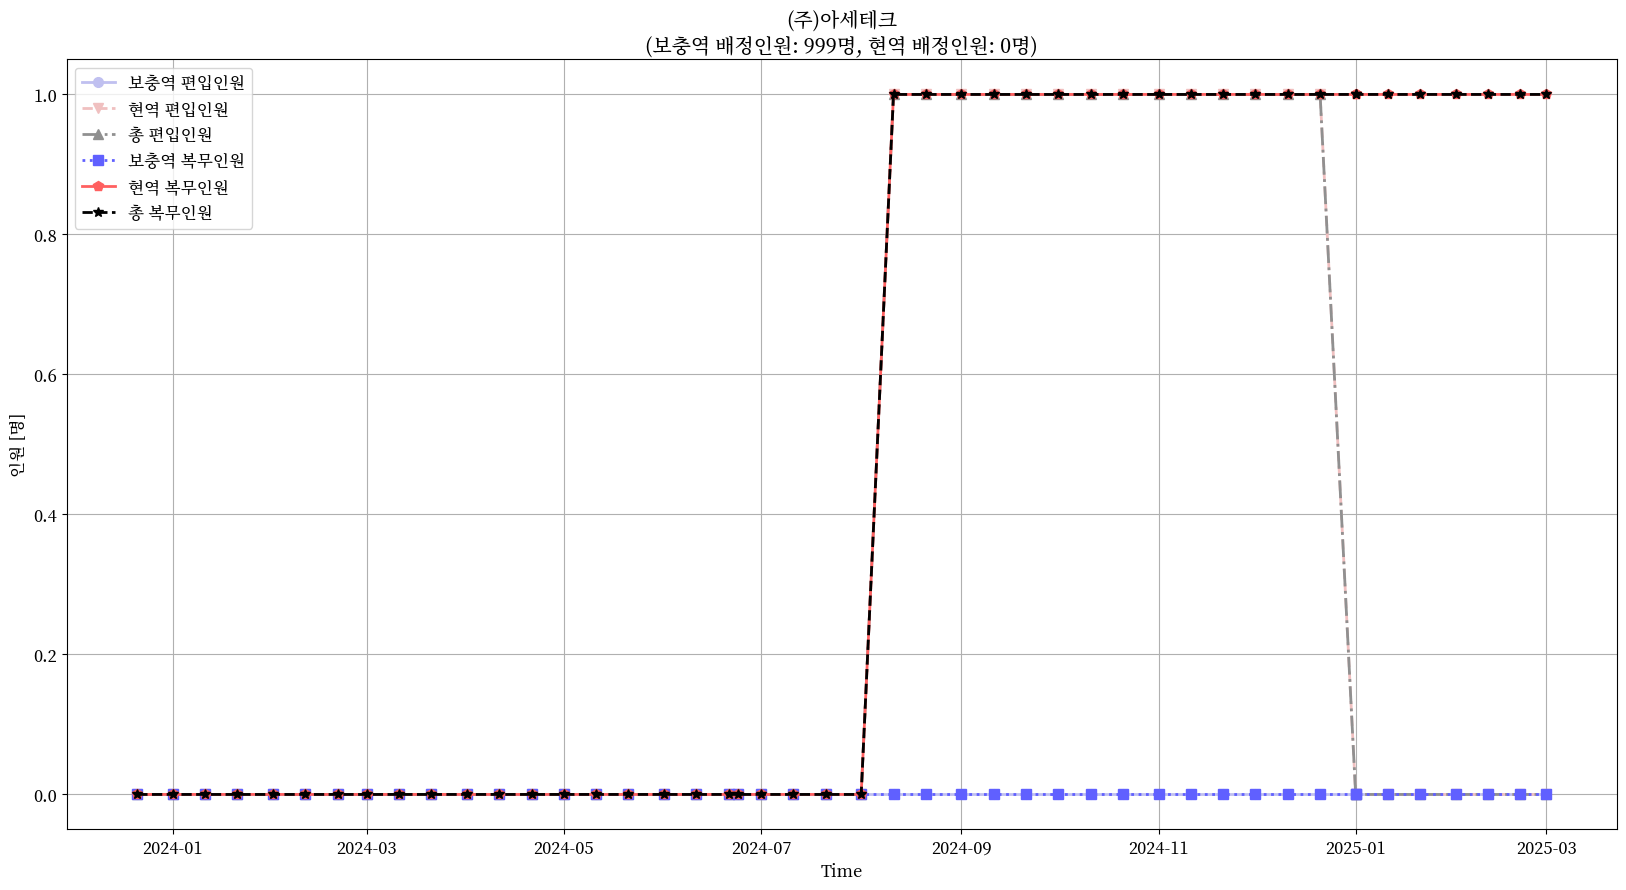 (주)아세테크
(보충역 배정인원: 999명, 현역 배정인원: 0명)
보충역 편입인원
현역 편입인원
총 편입인원
보충역 복무인원
현역 복무인원
총 복무인원
1.0
0.8
0.6
0.4
0.2
0.0
인원 [명]
2024-01
2024-03
2024-05
2024-07
2024-09
2024-11
2025-01
2025-03
Time